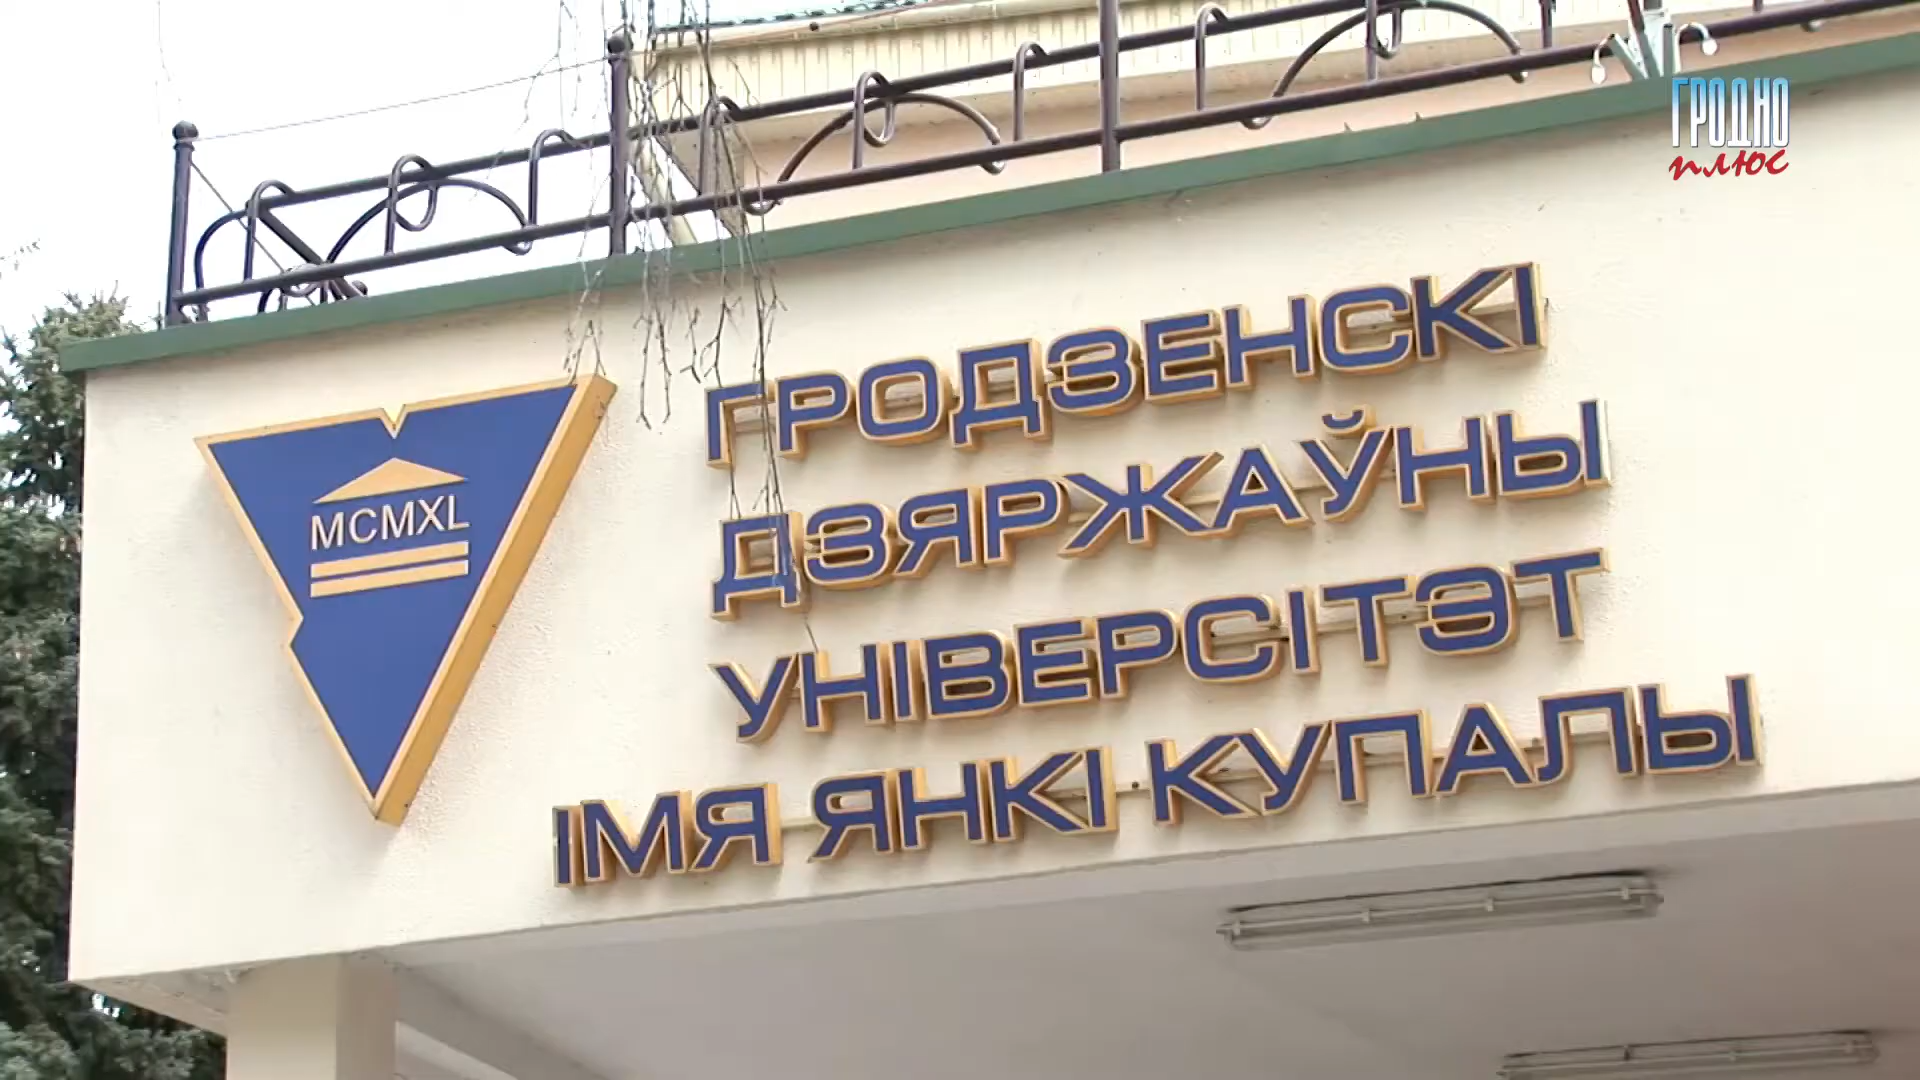 ГРОДНО
плюс
ГРОДЗЕНСКІ
ДЗЯРЖАЎНЫ
УНІВЕРСІТЭТ
ІМЯ ЯНКІ КУПАЛЫ
MCMXL